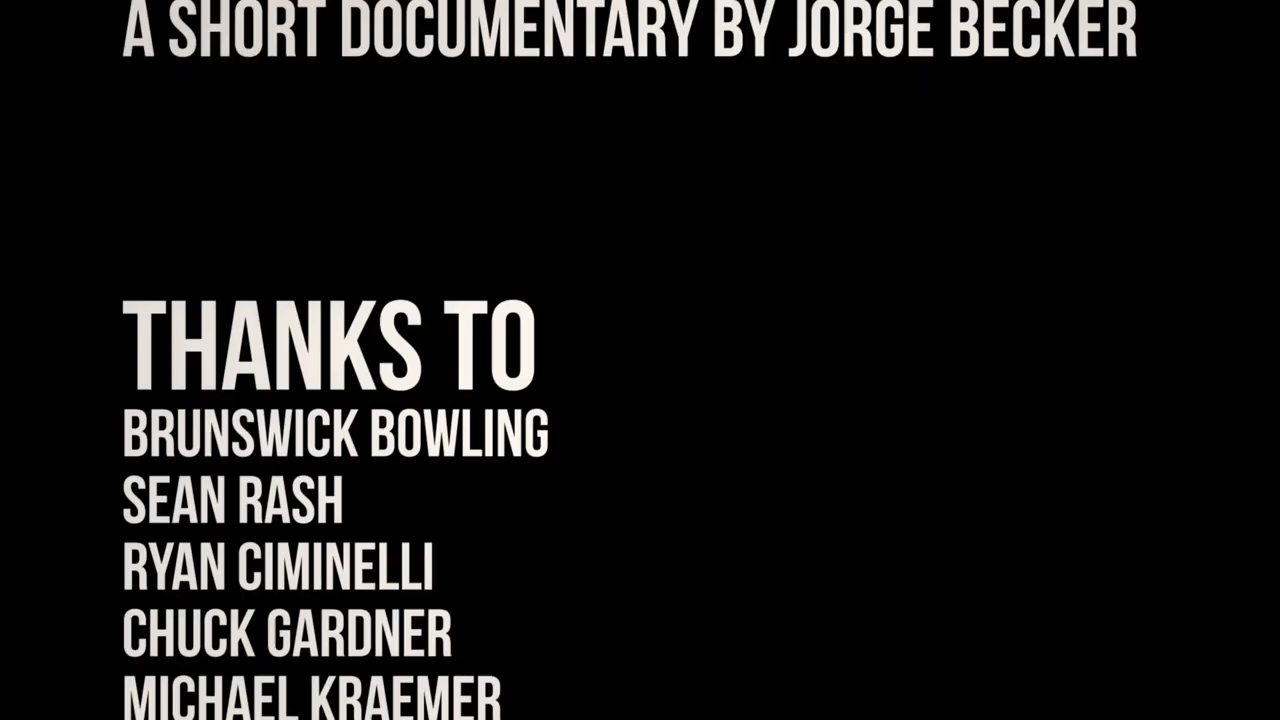 A SHORT DOCUMENTARY BY JORGE BECKER
THANKS TO
BRUNSWICK BOWLING
SEAN RASH
RYAN CIMINELLI
CHUCK GARDNER
MICHAEL KRAEMER